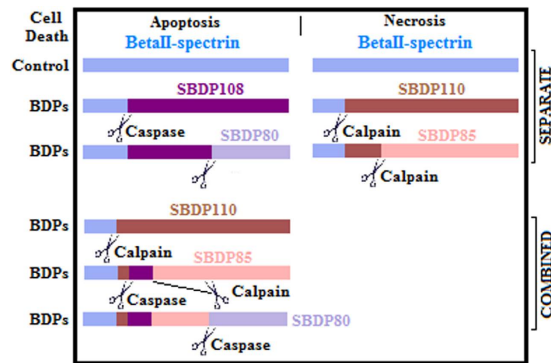 Cell Death
Apoptosis | Necrosis
BetaII-spectrin BetaII-spectrin
Control
SBDP108 SBDP110
BDPs
Caspase SBDP80 Calpain SBDP85
BDPs
Calpain
SEPARATE
SBDP110
BDPs
Calpain SBDP85
BDPs
Caspase Calpain
BDPs SBDP80
Caspase
COMBINED